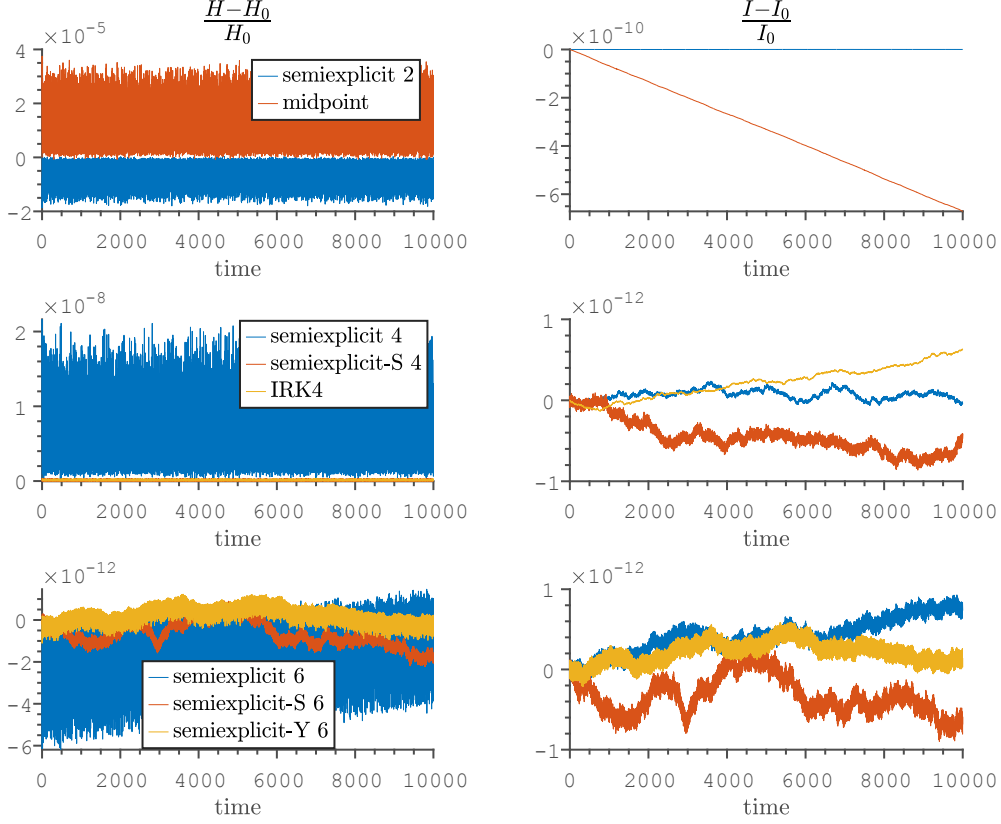 (H−H₀)/H₀
×10⁻⁵
4
2
0
−2
semiexplicit 2
midpoint
0 2000 4000 6000 8000 10000
time
(I−I₀)/I₀
×10⁻¹⁰
0
−2
−4
−6
0 2000 4000 6000 8000 10000
time
×10⁻⁸
2
1
0
semiexplicit 4
semiexplicit-S 4
IRK4
0 2000 4000 6000 8000 10000
time
×10⁻¹²
1
0
−1
0 2000 4000 6000 8000 10000
time
×10⁻¹²
0
−2
−4
−6
semiexplicit 6
semiexplicit-S 6
semiexplicit-Y 6
0 2000 4000 6000 8000 10000
time
×10⁻¹²
1
0
−1
0 2000 4000 6000 8000 10000
time